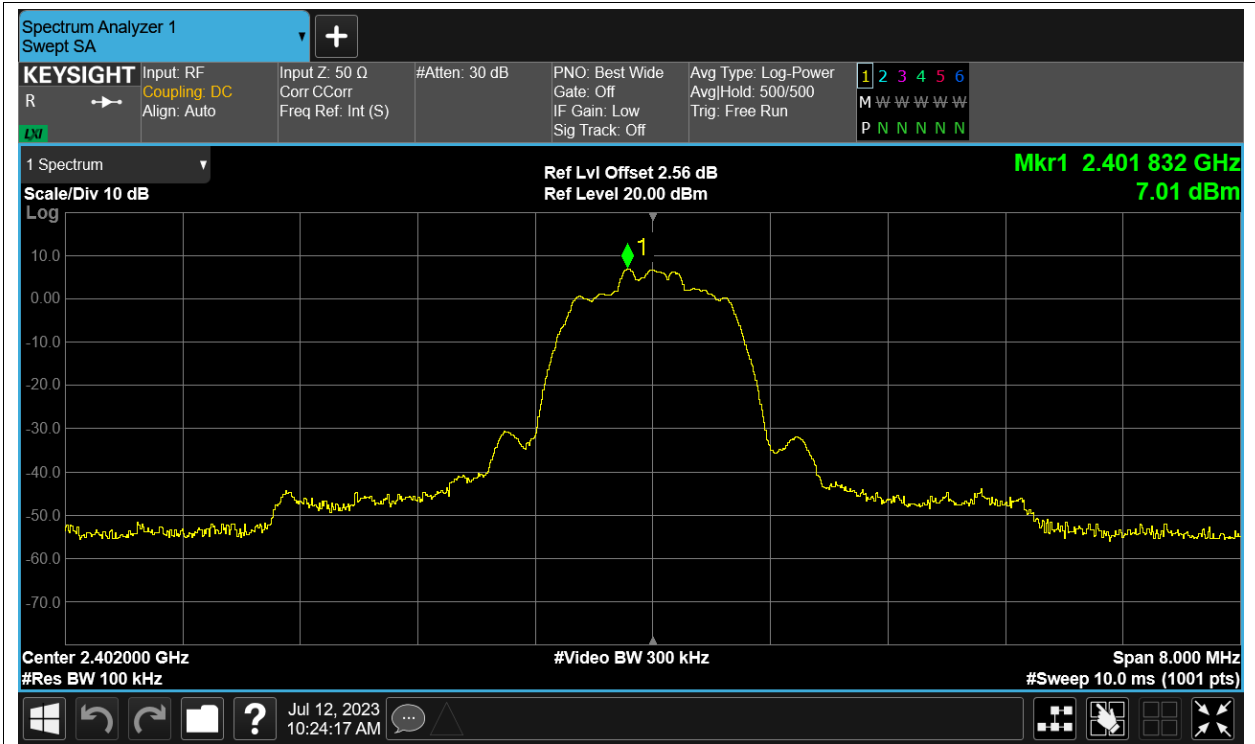 Spectrum Analyzer 1
Swept SA
KEYSIGHT
R
LXI
Input: RF
Coupling: DC
Align: Auto
Input Z: 50 Ω
Corr CCorr
Freq Ref: Int (S)
#Atten: 30 dB
PNO: Best Wide
Gate: Off
IF Gain: Low
Sig Track: Off
Avg Type: Log-Power
Avg|Hold: 500/500
Trig: Free Run
1 2 3 4 5 6
M W W W W W
P N N N N N
1 Spectrum
Scale/Div 10 dB
Log
Ref Lvl Offset 2.56 dB
Ref Level 20.00 dBm
Mkr1 2.401 832 GHz
7.01 dBm
1
10.0
0.00
-10.0
-20.0
-30.0
-40.0
-50.0
-60.0
-70.0
Center 2.402000 GHz
#Res BW 100 kHz
#Video BW 300 kHz
Span 8.000 MHz
#Sweep 10.0 ms (1001 pts)
?
Jul 12, 2023
10:24:17 AM